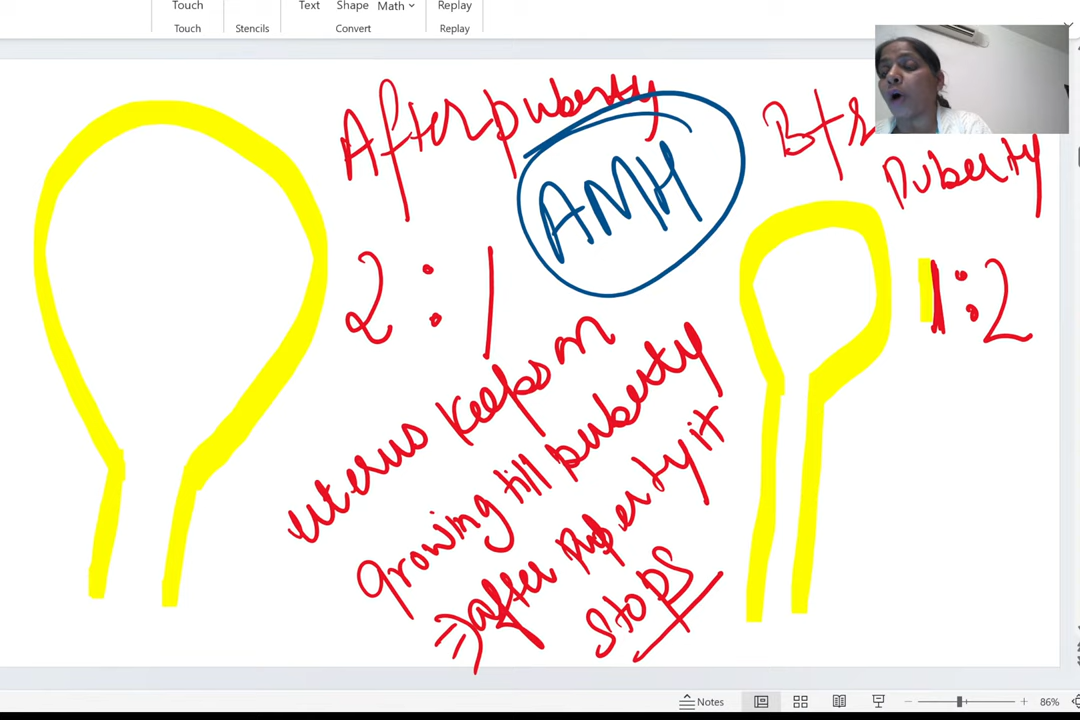 Touch
Text
Shape
Math
Replay
Touch
Stencils
Convert
Replay
After puberty
AMH
Puberty
2 : 1
1:2
uterus keeps on
growing till puberty
⇒ after puberty it
stops
Notes
86%